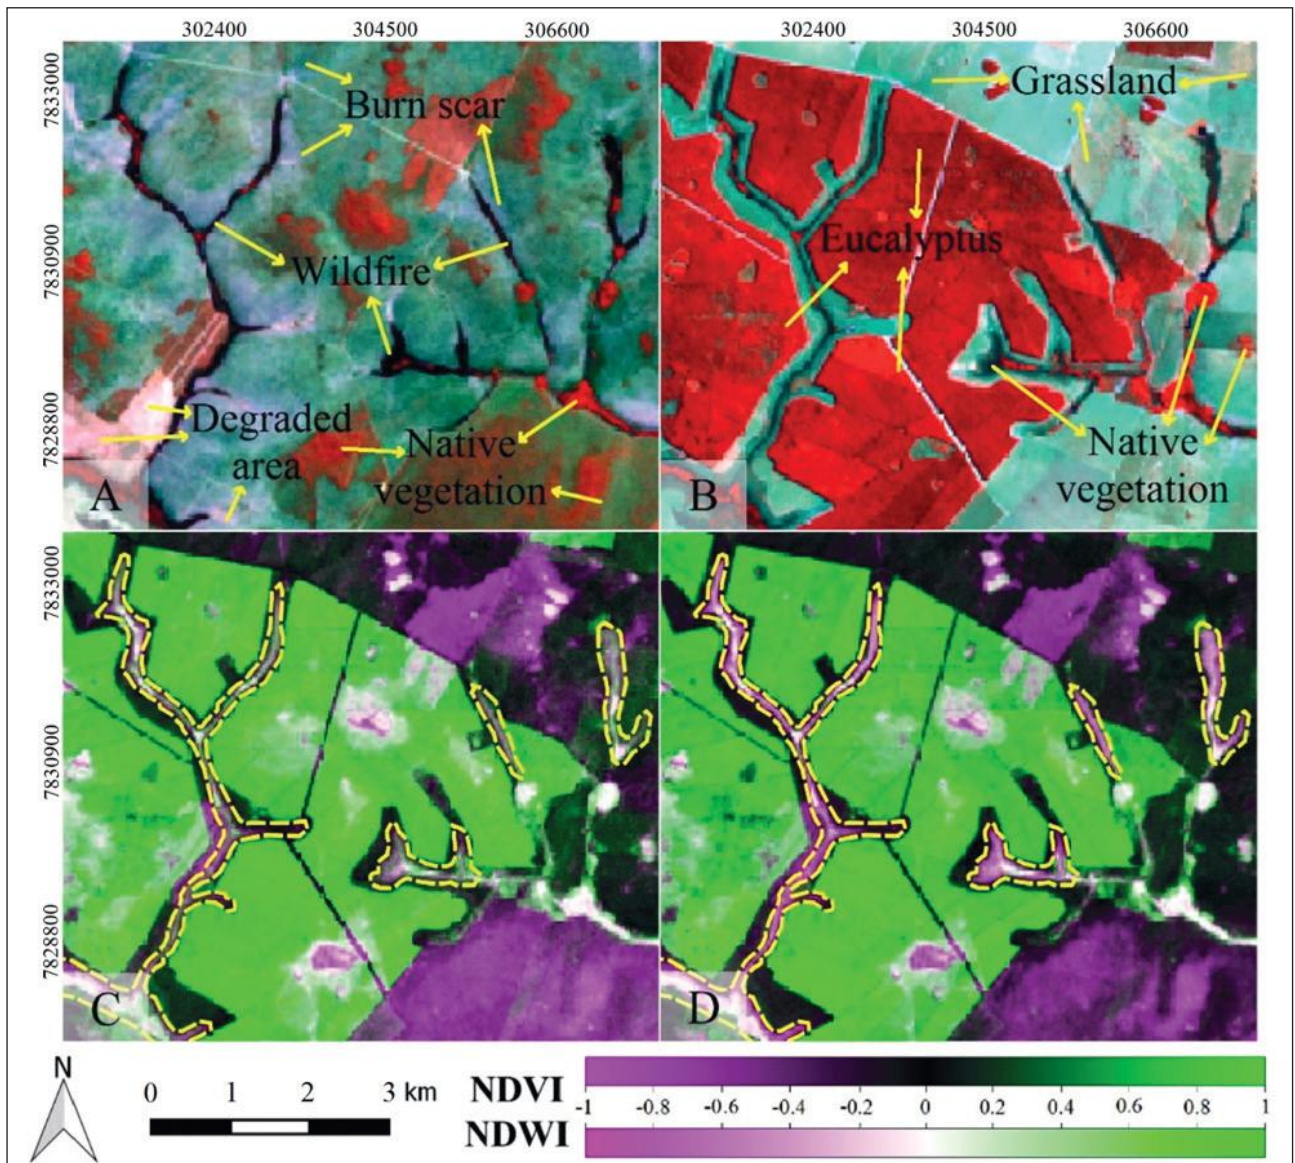 302400 304500 306600 302400 304500 306600
7833000
7830900
7828800
Burn scar
Wildfire
Degraded
area
Native
vegetation
A
Grassland
Eucalyptus
Native
vegetation
B
7833000
7830900
7828800
C
D
N
0 1 2 3 km
NDVI
-1 -0.8 -0.6 -0.4 -0.2 0 0.2 0.4 0.6 0.8 1
NDWI